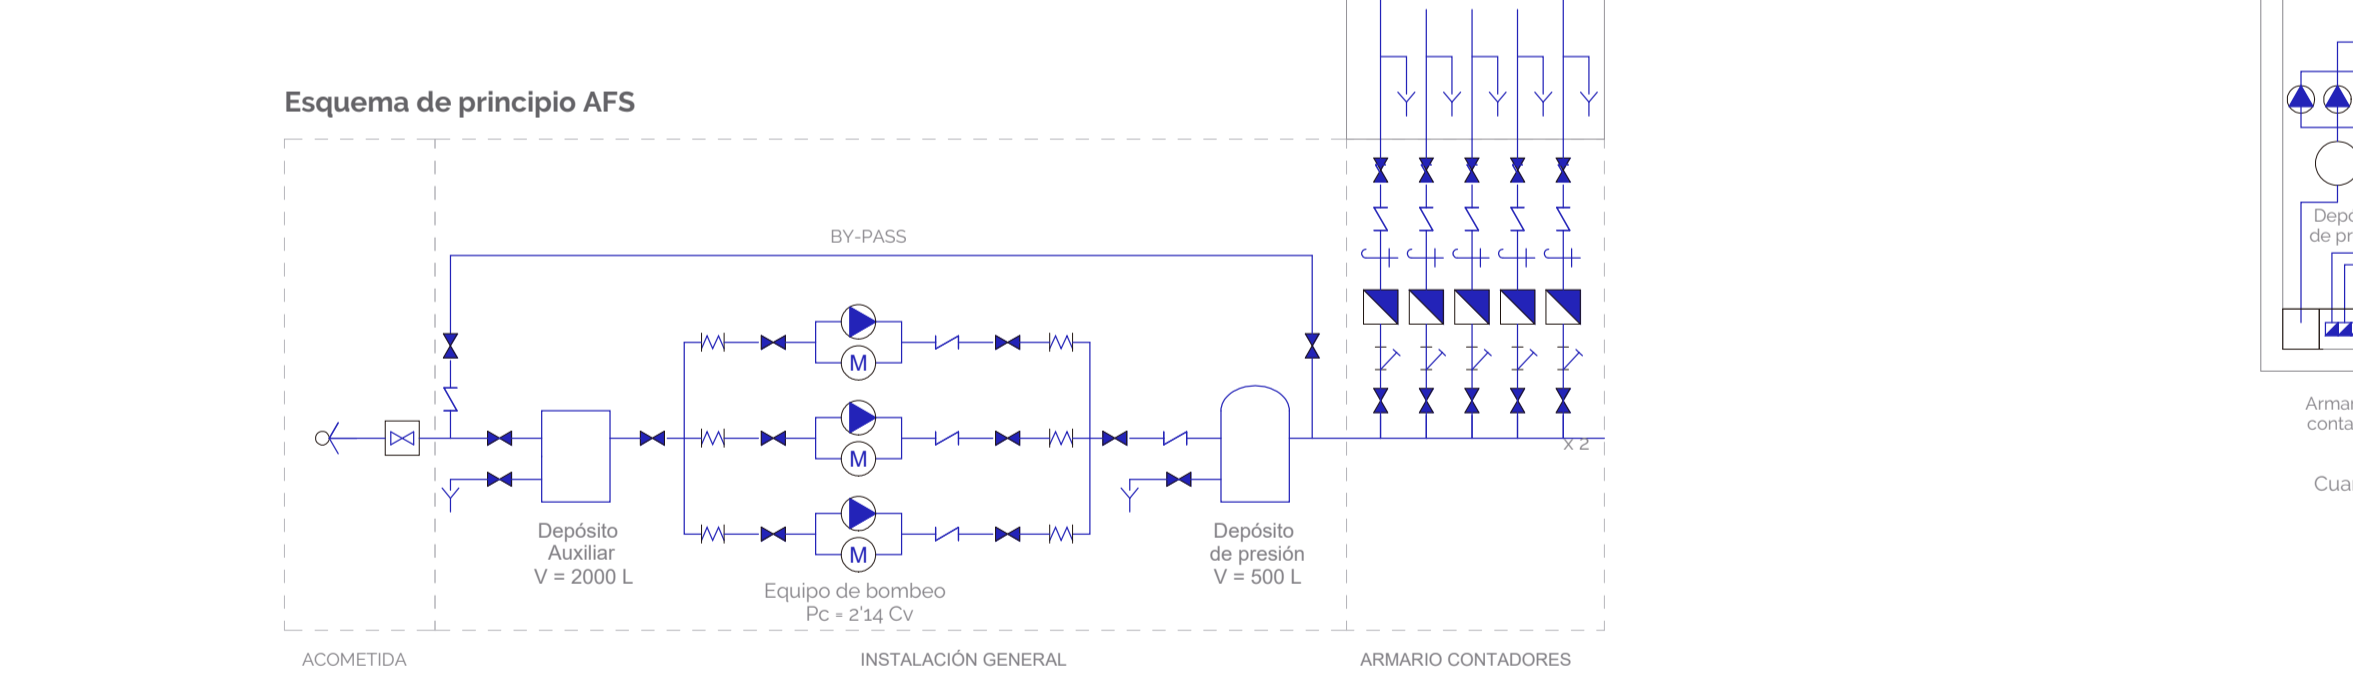 Esquema de principio AFS
BY-PASS
M
M
M
x 2
Depósito
Auxiliar
V = 2000 L
Equipo de bombeo
Pc = 2'14 Cv
Depósito
de presión
V = 500 L
ACOMETIDA
INSTALACIÓN GENERAL
ARMARIO CONTADORES